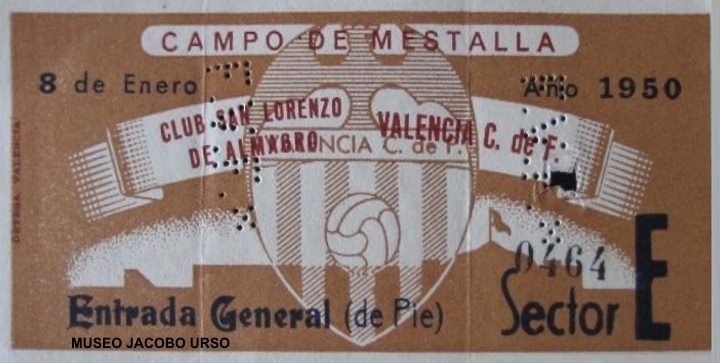 CAMPO DE MESTALLA
8 de Enero Año 1950
CLUB SAN LORENZO
DE ALMAGRO
VALENCIA C. de F.
VALENCIA C. de F.
0464
Entrada General (de Pie) Sector E
MUSEO JACOBO URSO
ORTEGA VALENCIA